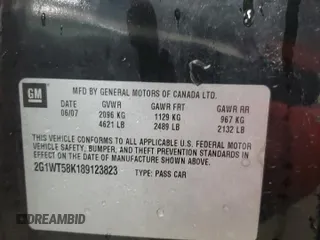 GM
MFD BY GENERAL MOTORS OF CANADA LTD.
DATE GVWR GAWR FRT GAWR RR
06/07 2096 KG 1129 KG 967 KG
4621 LB 2489 LB 2132 LB
THIS VEHICLE CONFORMS TO ALL APPLICABLE U.S. FEDERAL MOTOR
VEHICLE SAFETY, BUMPER, AND THEFT PREVENTION STANDARDS IN
EFFECT ON THE DATE OF MANUFACTURE SHOWN ABOVE.
2G1WT58K189123823 TYPE: PASS CAR
DREAMBID